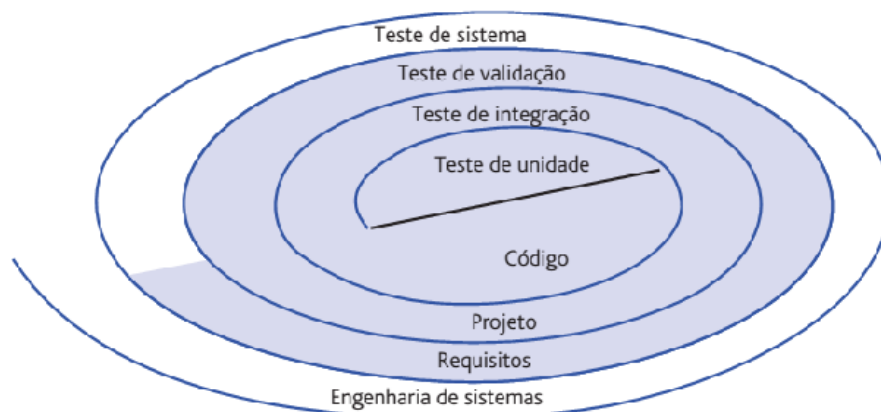 Teste de sistema
Teste de validação
Teste de integração
Teste de unidade
Código
Projeto
Requisitos
Engenharia de sistemas